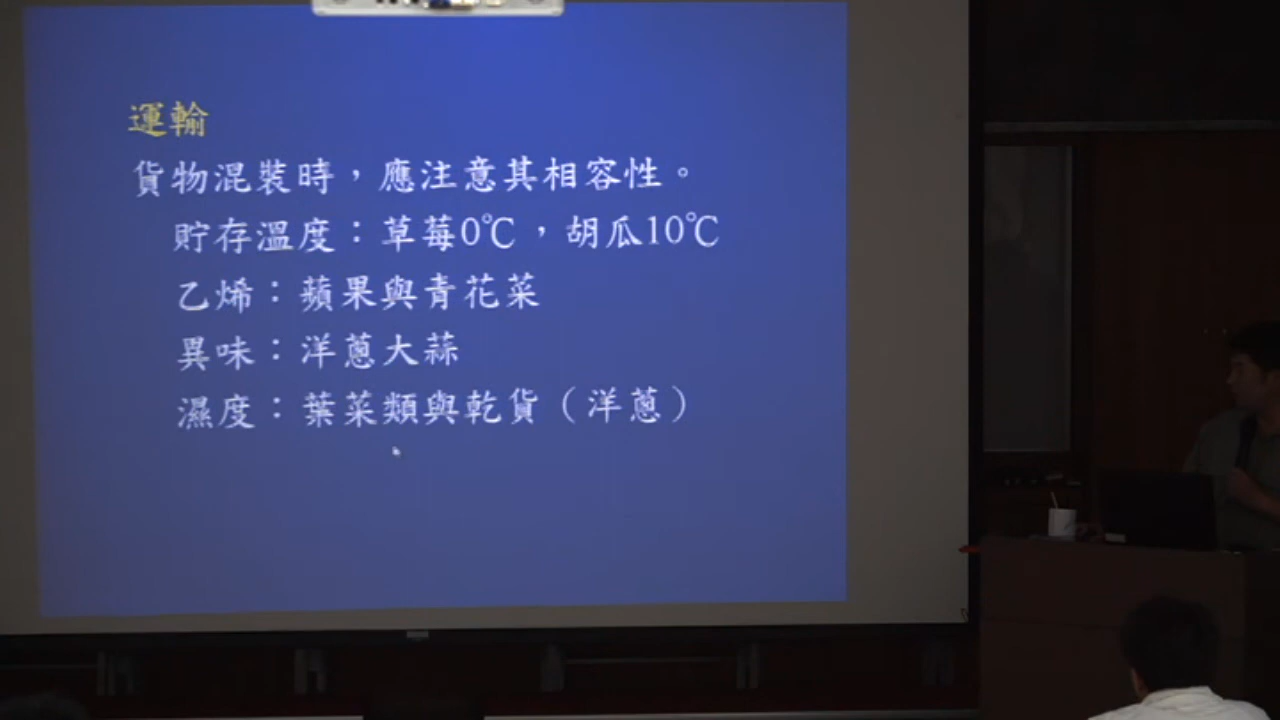 運輸
貨物混裝時，應注意其相容性。
貯存溫度：草莓0℃，胡瓜10℃
乙烯：蘋果與青花菜
異味：洋蔥大蒜
濕度：葉菜類與乾貨（洋蔥）